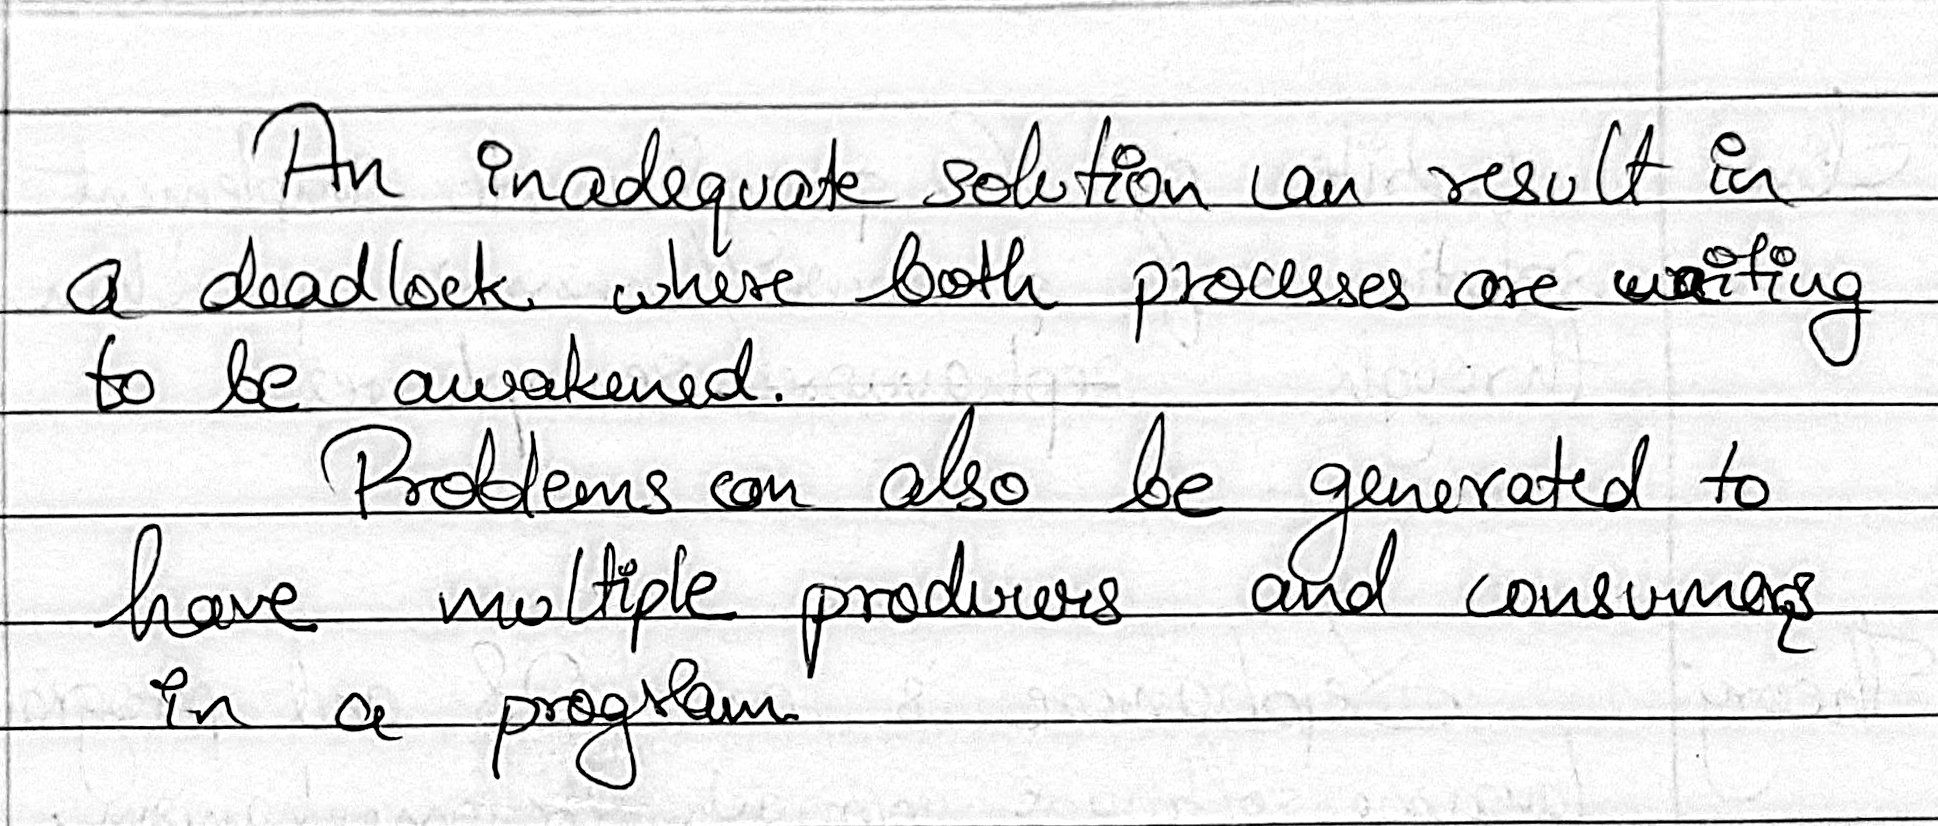 An inadequate solution can result in
a deadlock where both processes are waiting
to be awakened.
Problems can also be generated to
have multiple producers and consumers
in a program.